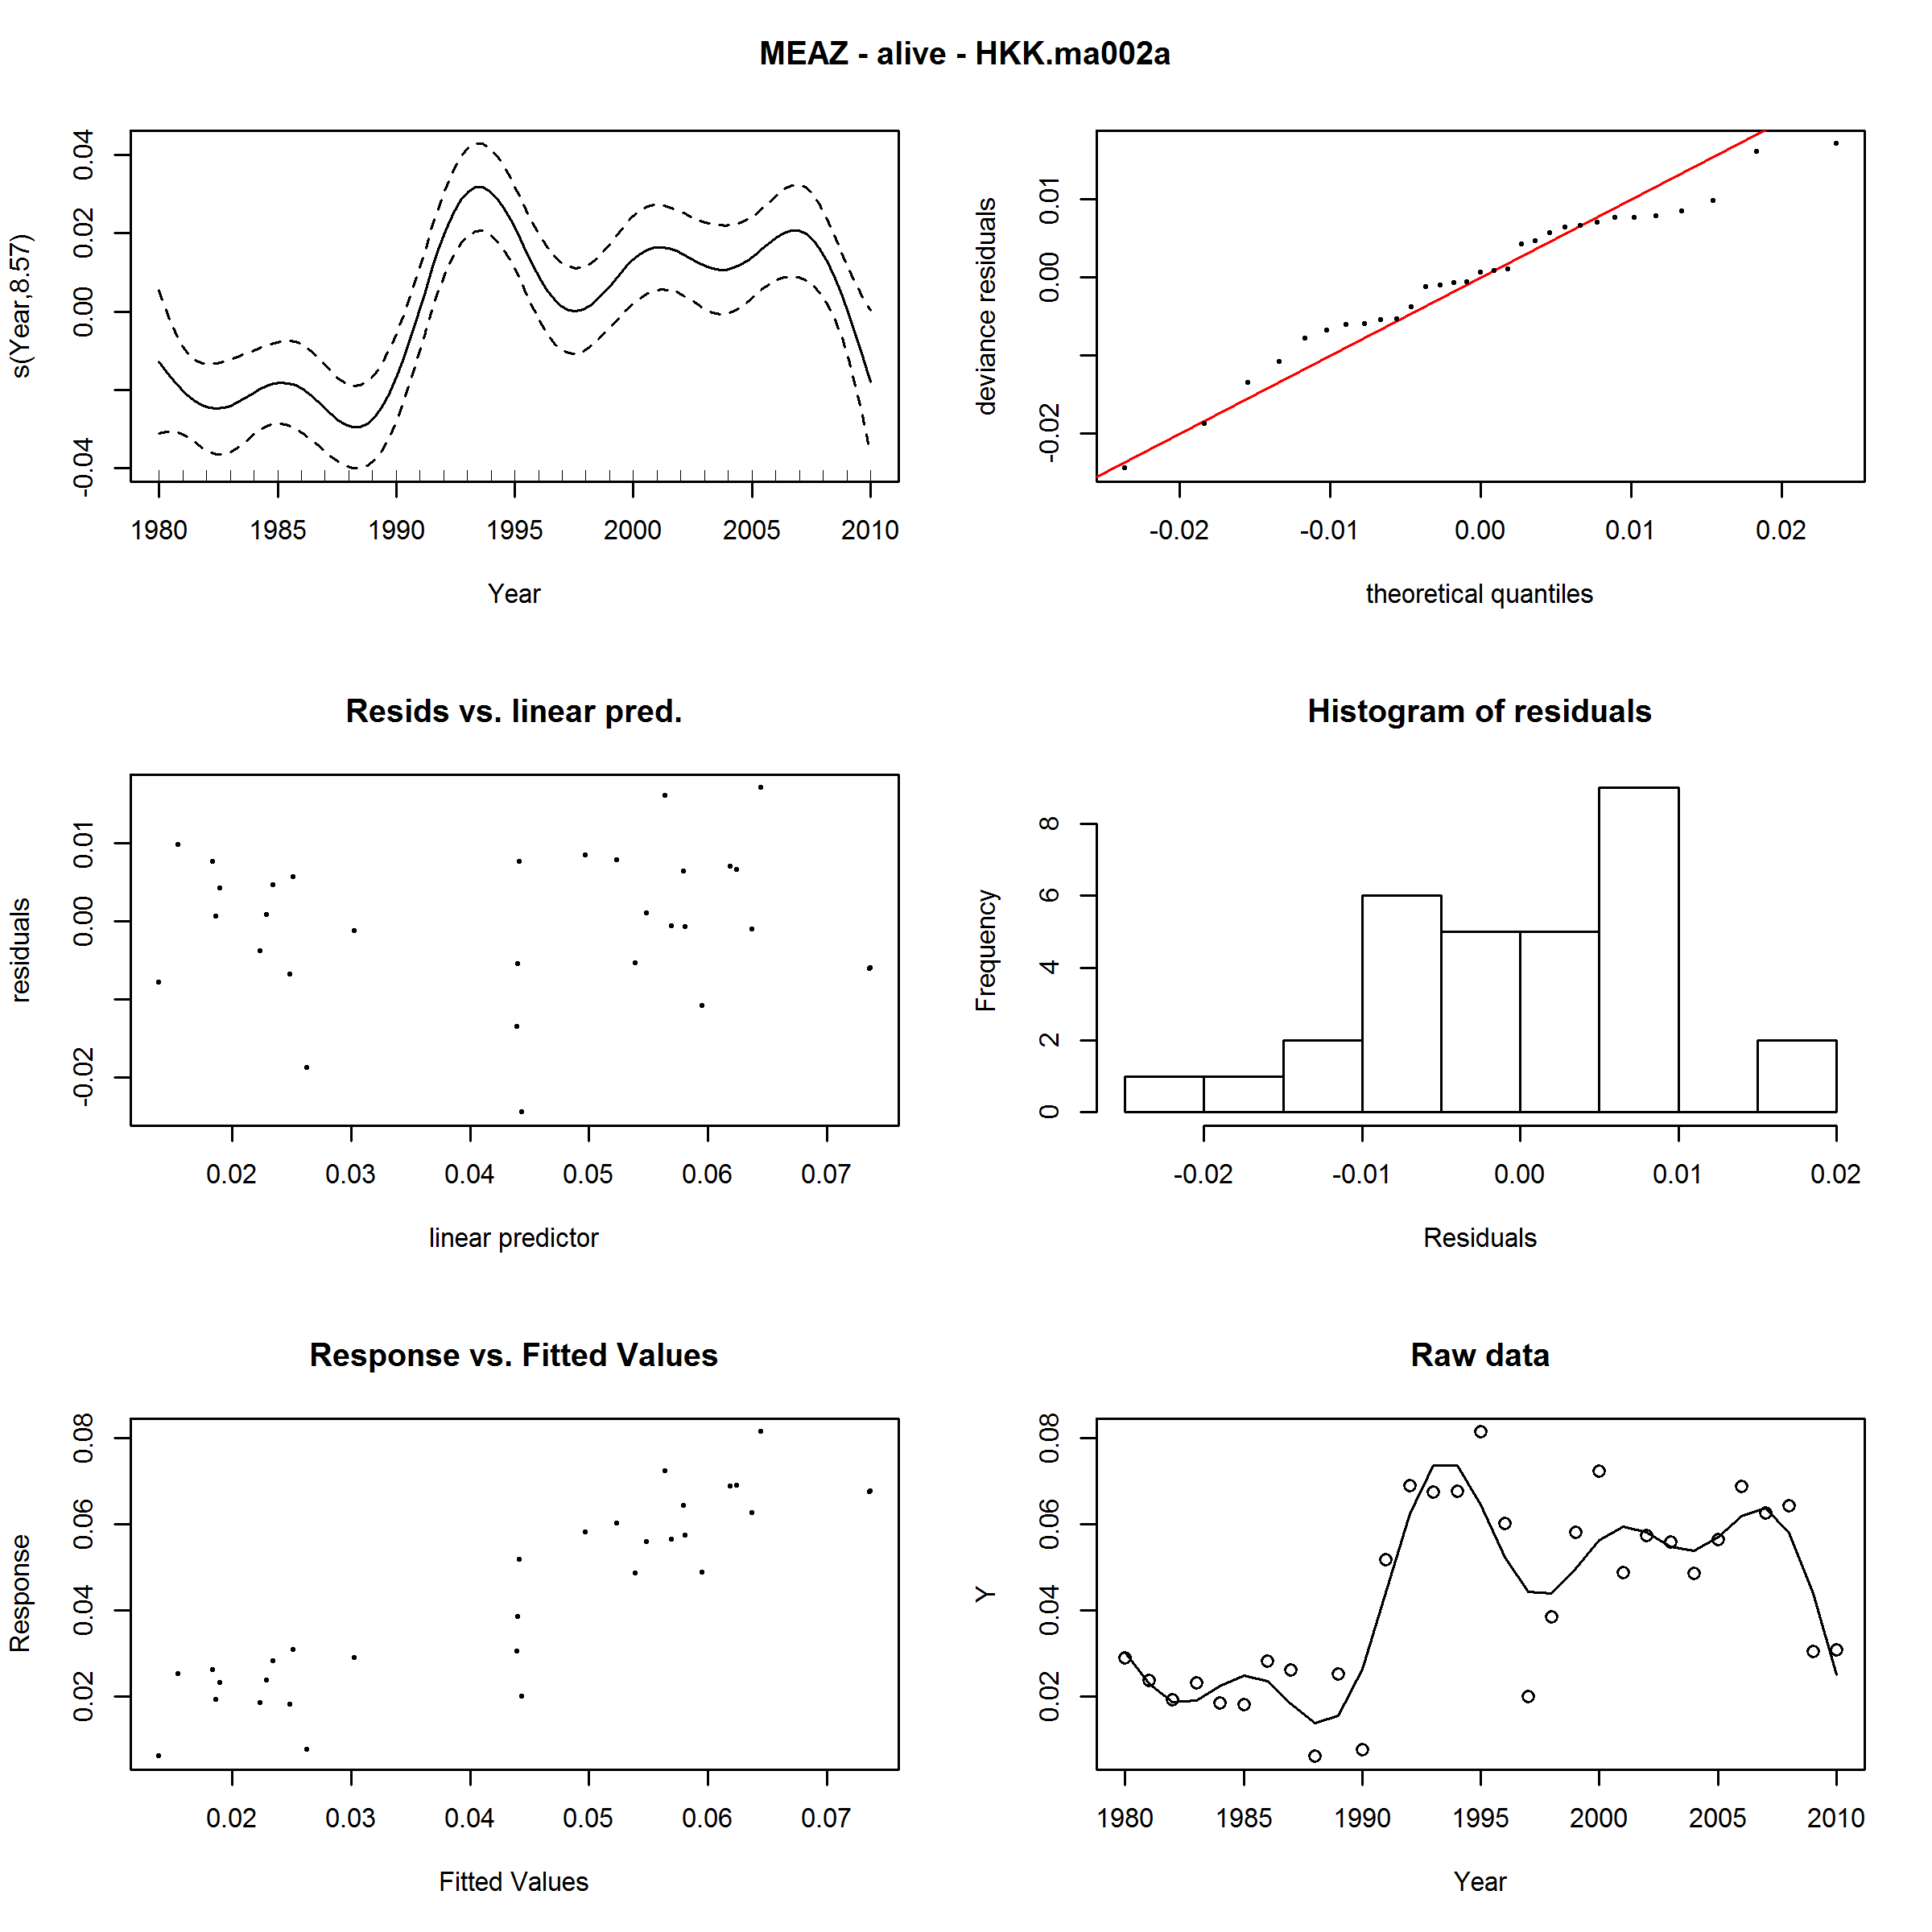 MEAZ - alive - HKK.ma002a
s(Year,8.57)
-0.04 0.00 0.02 0.04
1980 1985 1990 1995 2000 2005 2010
Year
deviance residuals
-0.02 0.00 0.01
-0.02 -0.01 0.00 0.01 0.02
theoretical quantiles
Resids vs. linear pred.
residuals
-0.02 0.00 0.01
0.02 0.03 0.04 0.05 0.06 0.07
linear predictor
Histogram of residuals
Frequency
0 2 4 6 8
-0.02 -0.01 0.00 0.01 0.02
Residuals
Response vs. Fitted Values
Response
0.02 0.04 0.06 0.08
0.02 0.03 0.04 0.05 0.06 0.07
Fitted Values
Raw data
Y
0.02 0.04 0.06 0.08
1980 1985 1990 1995 2000 2005 2010
Year